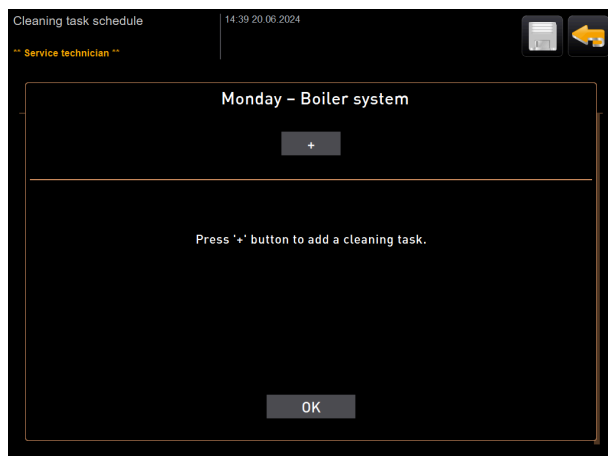 Cleaning task schedule
14:39 20.06.2024
** Service technician **
Monday – Boiler system
+
Press '+' button to add a cleaning task.
OK